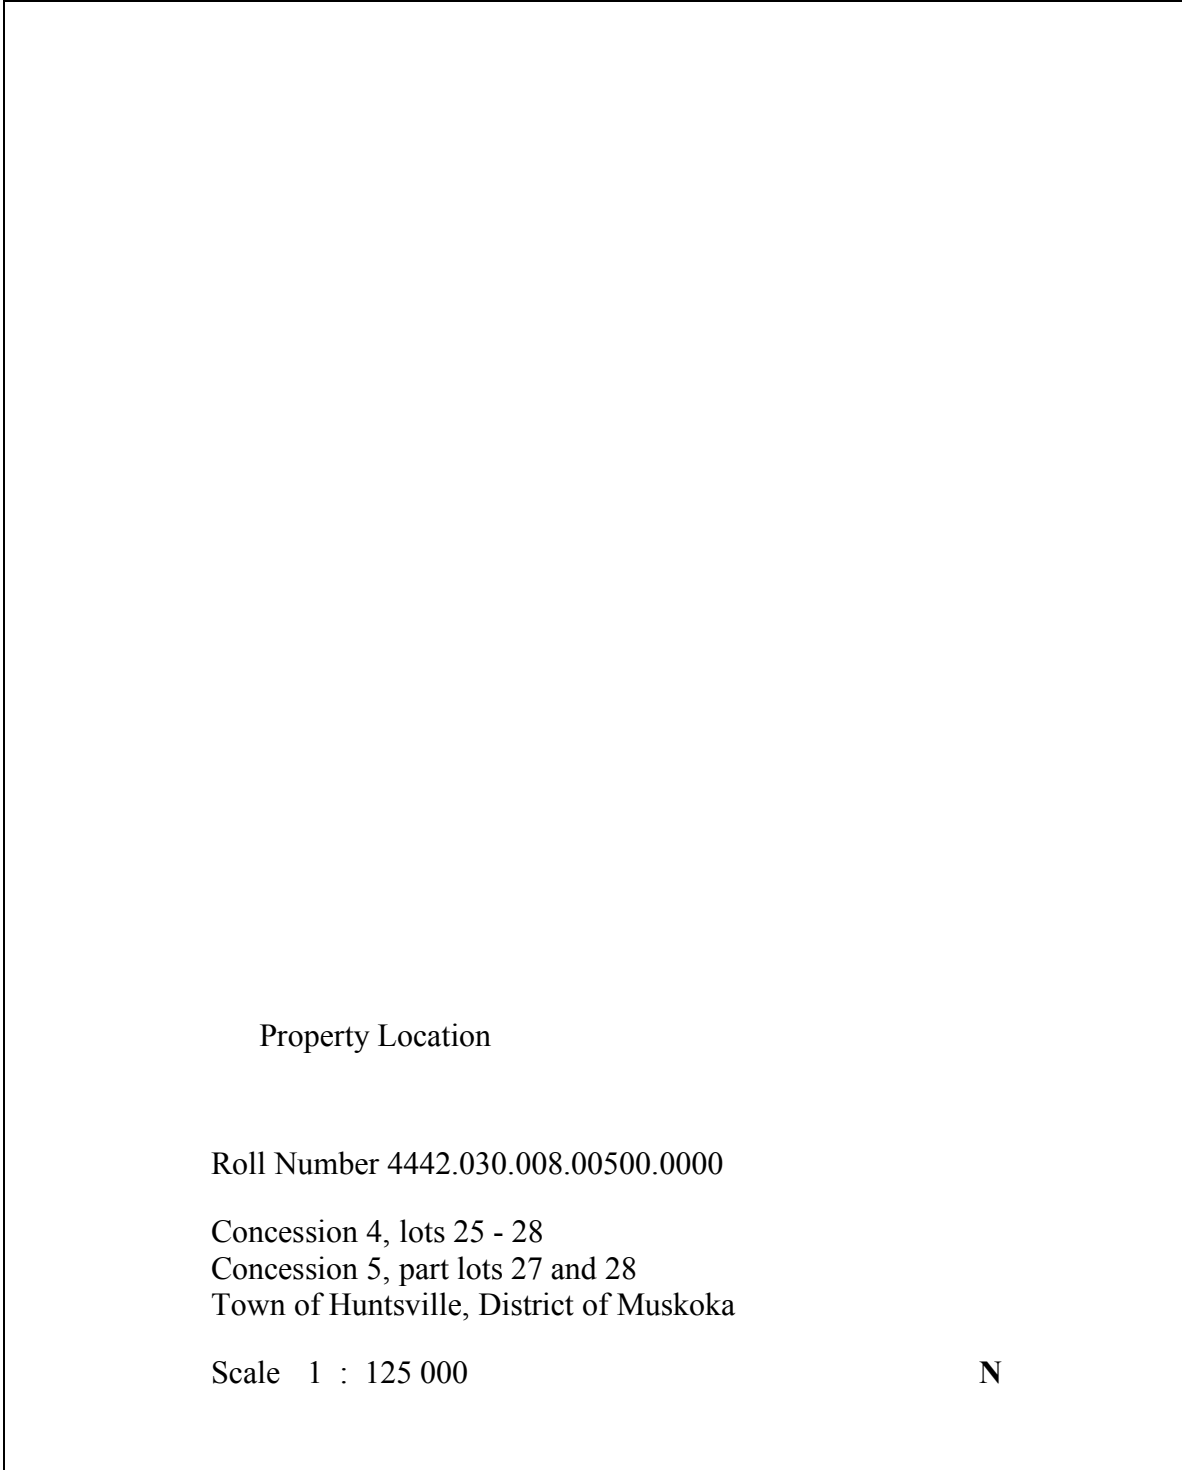 Property Location
Roll Number 4442.030.008.00500.0000
Concession 4, lots 25 - 28
Concession 5, part lots 27 and 28
Town of Huntsville, District of Muskoka
Scale 1 : 125 000 N